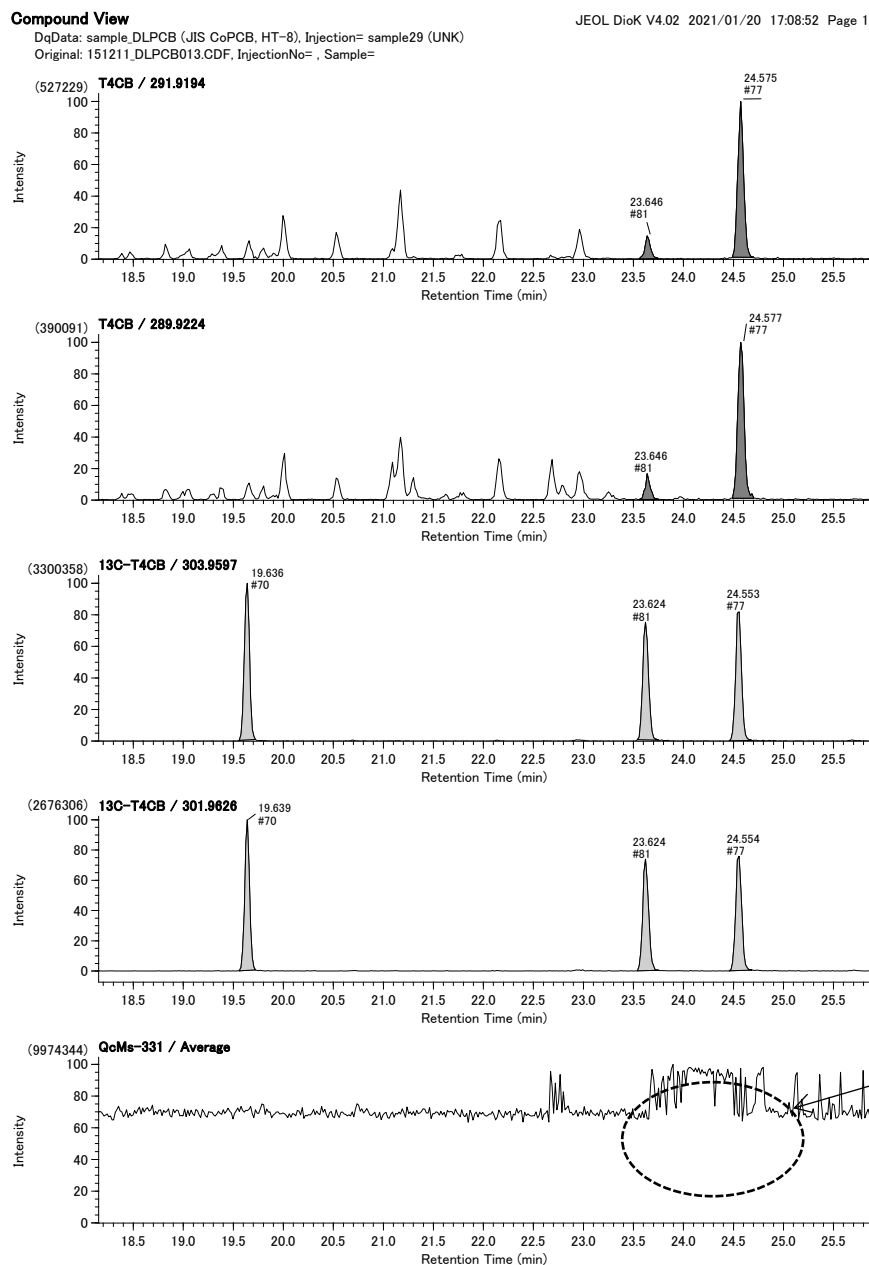 Compound View
JEOL DioK V4.02 2021/01/20 17:08:52 Page 1
DqData: sample_DLPCB (JIS CoPCB, HT-8), Injection= sample29 (UNK)
Original: 151211_DLPCB013.CDF, InjectionNo= , Sample=
(527229) T4CB / 291.9194
100
80
60
40
20
0
Intensity
23.646
#81
24.575
#77
18.5 19.0 19.5 20.0 20.5 21.0 21.5 22.0 22.5 23.0 23.5 24.0 24.5 25.0 25.5
Retention Time (min)
(390091) T4CB / 289.9224
100
80
60
40
20
0
Intensity
23.646
#81
24.577
#77
18.5 19.0 19.5 20.0 20.5 21.0 21.5 22.0 22.5 23.0 23.5 24.0 24.5 25.0 25.5
Retention Time (min)
(3300358) 13C-T4CB / 303.9597
100
80
60
40
20
0
Intensity
19.636
#70
23.624
#81
24.553
#77
18.5 19.0 19.5 20.0 20.5 21.0 21.5 22.0 22.5 23.0 23.5 24.0 24.5 25.0 25.5
Retention Time (min)
(2676306) 13C-T4CB / 301.9626
100
80
60
40
20
0
Intensity
19.639
#70
23.624
#81
24.554
#77
18.5 19.0 19.5 20.0 20.5 21.0 21.5 22.0 22.5 23.0 23.5 24.0 24.5 25.0 25.5
Retention Time (min)
(9974344) QcMs-331 / Average
100
80
60
40
20
0
Intensity
18.5 19.0 19.5 20.0 20.5 21.0 21.5 22.0 22.5 23.0 23.5 24.0 24.5 25.0 25.5
Retention Time (min)